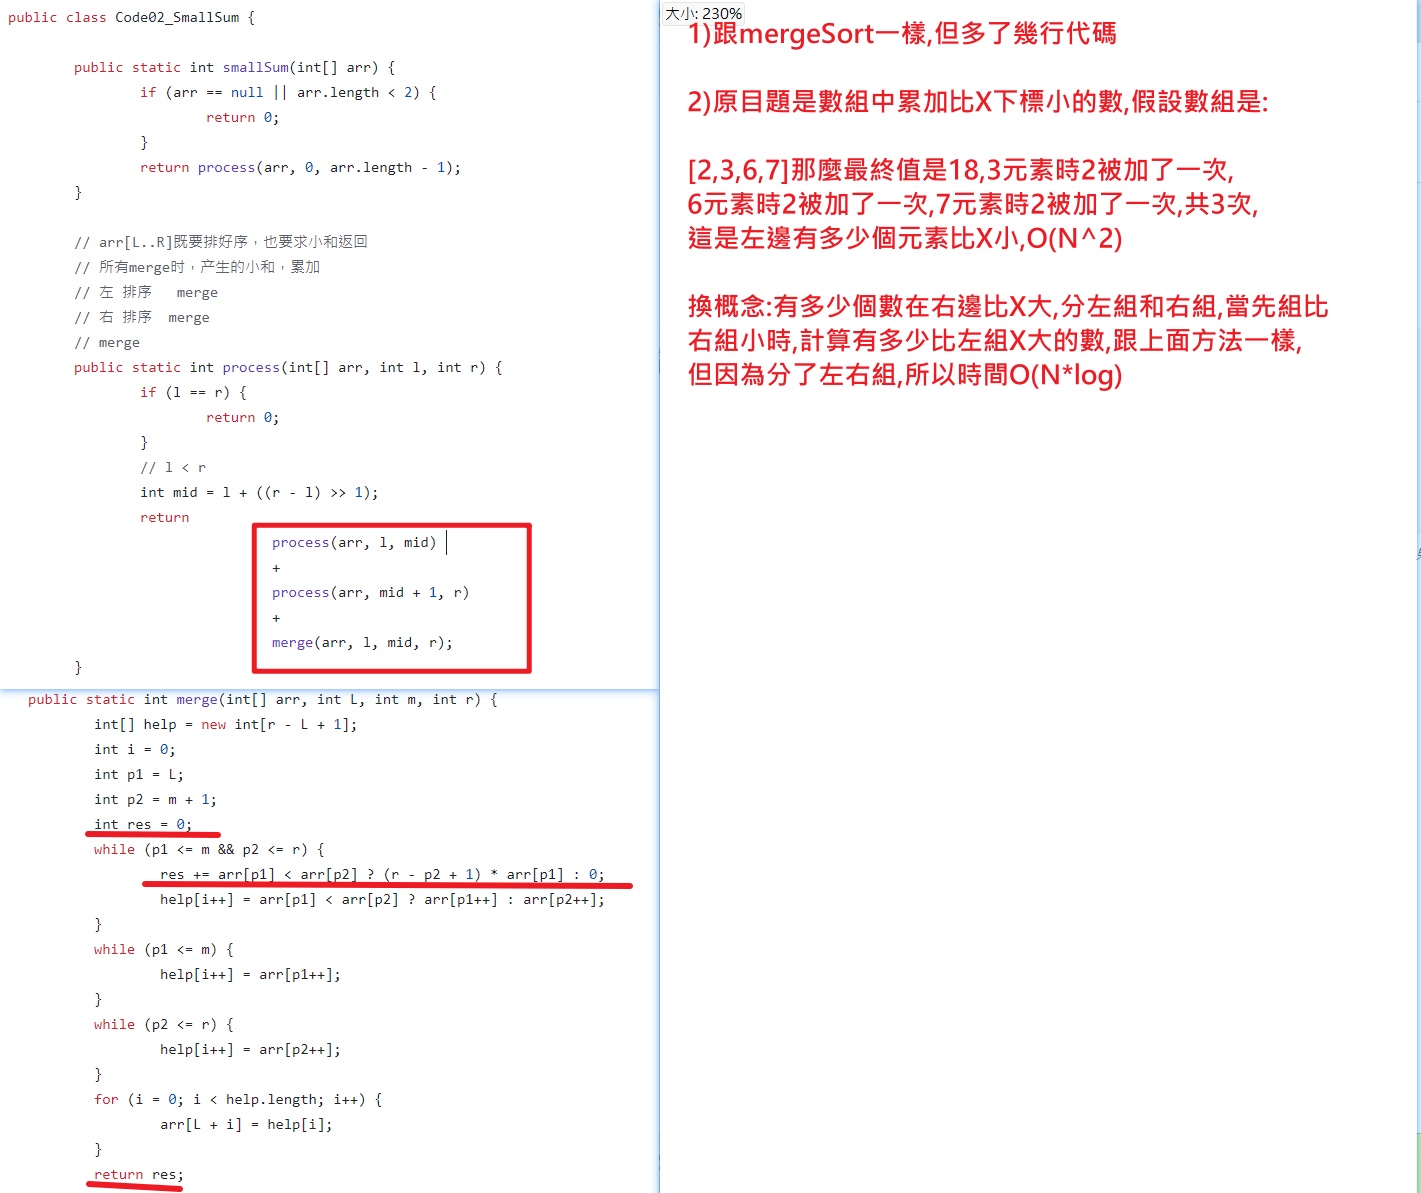 public class Code02_SmallSum {
public static int smallSum(int[] arr) {
if (arr == null || arr.length < 2) {
return 0;
}
return process(arr, 0, arr.length - 1);
}
// arr[L..R]既要排好序，也要求小和返回
// 所有merge时，产生的小和，累加
// 左 排序   merge
// 右 排序  merge
// merge
public static int process(int[] arr, int l, int r) {
if (l == r) {
return 0;
}
// l < r
int mid = l + ((r - l) >> 1);
return
process(arr, l, mid)
+
process(arr, mid + 1, r)
+
merge(arr, l, mid, r);
}
public static int merge(int[] arr, int L, int m, int r) {
int[] help = new int[r - L + 1];
int i = 0;
int p1 = L;
int p2 = m + 1;
int res = 0;
while (p1 <= m && p2 <= r) {
res += arr[p1] < arr[p2] ? (r - p2 + 1) * arr[p1] : 0;
help[i++] = arr[p1] < arr[p2] ? arr[p1++] : arr[p2++];
}
while (p1 <= m) {
help[i++] = arr[p1++];
}
while (p2 <= r) {
help[i++] = arr[p2++];
}
for (i = 0; i < help.length; i++) {
arr[L + i] = help[i];
}
return res;
大小: 230%
1)跟mergeSort一樣,但多了幾行代碼
2)原目題是數組中累加比X下標小的數,假設數組是:
[2,3,6,7]那麼最終值是18,3元素時2被加了一次,
6元素時2被加了一次,7元素時2被加了一次,共3次,
這是左邊有多少個元素比X小,O(N^2)
換概念:有多少個數在右邊比X大,分左組和右組,當先組比
右組小時,計算有多少比左組X大的數,跟上面方法一樣,
但因為分了左右組,所以時間O(N*log)